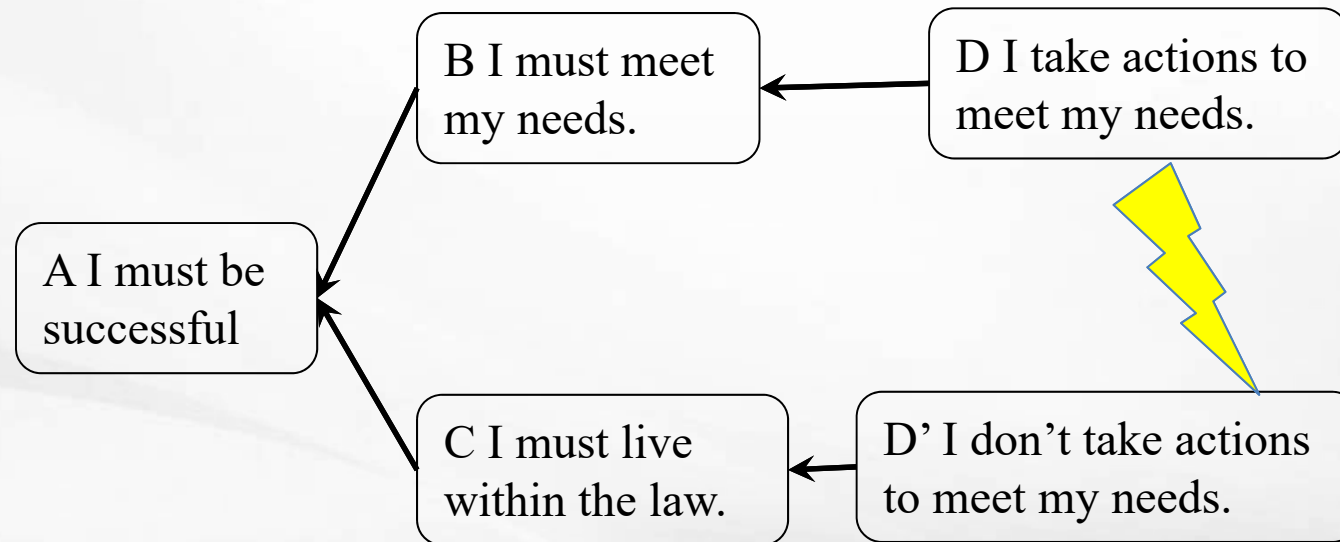 B I must meet
my needs.
D I take actions to
meet my needs.
A I must be
successful
C I must live
within the law.
D’ I don’t take actions
to meet my needs.